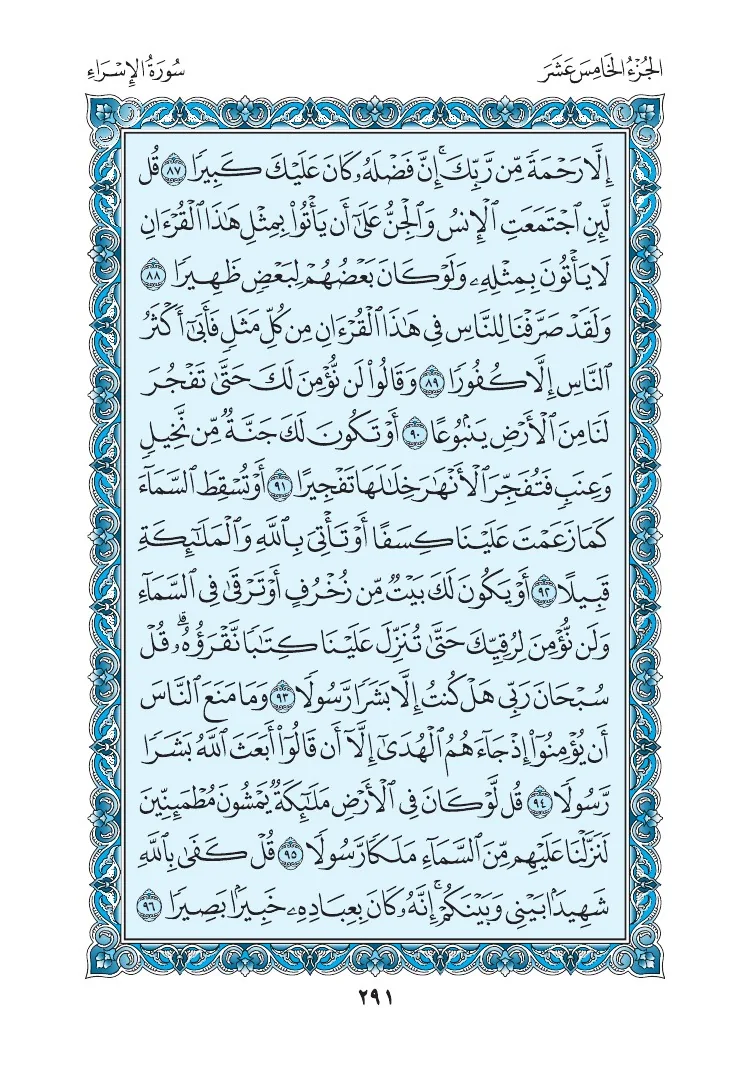 الجُزْءُ الخَامِسَ عَشَرَ
سُورَةُ الإِسْرَاءِ
إِلَّا رَحْمَةً مِّن رَّبِّكَ ۚ إِنَّ فَضْلَهُۥ كَانَ عَلَيْكَ كَبِيرًا ٨٧ قُل
لَّئِنِ ٱجْتَمَعَتِ ٱلْإِنسُ وَٱلْجِنُّ عَلَىٰٓ أَن يَأْتُوا۟ بِمِثْلِ هَٰذَا ٱلْقُرْءَانِ
لَا يَأْتُونَ بِمِثْلِهِۦ وَلَوْ كَانَ بَعْضُهُمْ لِبَعْضٍ ظَهِيرًا ٨٨
وَلَقَدْ صَرَّفْنَا لِلنَّاسِ فِى هَٰذَا ٱلْقُرْءَانِ مِن كُلِّ مَثَلٍ فَأَبَىٰٓ أَكْثَرُ
ٱلنَّاسِ إِلَّا كُفُورًا ٨٩ وَقَالُوا۟ لَن نُّؤْمِنَ لَكَ حَتَّىٰ تَفْجُرَ
لَنَا مِنَ ٱلْأَرْضِ يَنۢبُوعًا ٩٠ أَوْ تَكُونَ لَكَ جَنَّةٌ مِّن نَّخِيلٍ
وَعِنَبٍ فَتُفَجِّرَ ٱلْأَنْهَٰرَ خِلَٰلَهَا تَفْجِيرًا ٩١ أَوْ تُسْقِطَ ٱلسَّمَآءَ
كَمَا زَعَمْتَ عَلَيْنَا كِسَفًا أَوْ تَأْتِىَ بِٱللَّهِ وَٱلْمَلَٰٓئِكَةِ
قَبِيلًا ٩٢ أَوْ يَكُونَ لَكَ بَيْتٌ مِّن زُخْرُفٍ أَوْ تَرْقَىٰ فِى ٱلسَّمَآءِ
وَلَن نُّؤْمِنَ لِرُقِيِّكَ حَتَّىٰ تُنَزِّلَ عَلَيْنَا كِتَٰبًا نَّقْرَؤُهُۥ ۗ قُلْ
سُبْحَانَ رَبِّى هَلْ كُنتُ إِلَّا بَشَرًا رَّسُولًا ٩٣ وَمَا مَنَعَ ٱلنَّاسَ
أَن يُؤْمِنُوٓا۟ إِذْ جَآءَهُمُ ٱلْهُدَىٰٓ إِلَّآ أَن قَالُوٓا۟ أَبَعَثَ ٱللَّهُ بَشَرًا
رَّسُولًا ٩٤ قُل لَّوْ كَانَ فِى ٱلْأَرْضِ مَلَٰٓئِكَةٌ يَمْشُونَ مُطْمَئِنِّينَ
لَنَزَّلْنَا عَلَيْهِم مِّنَ ٱلسَّمَآءِ مَلَكًا رَّسُولًا ٩٥ قُلْ كَفَىٰ بِٱللَّهِ
شَهِيدًۢا بَيْنِى وَبَيْنَكُمْ ۚ إِنَّهُۥ كَانَ بِعِبَادِهِۦ خَبِيرًۢا بَصِيرًا ٩٦
٢٩١